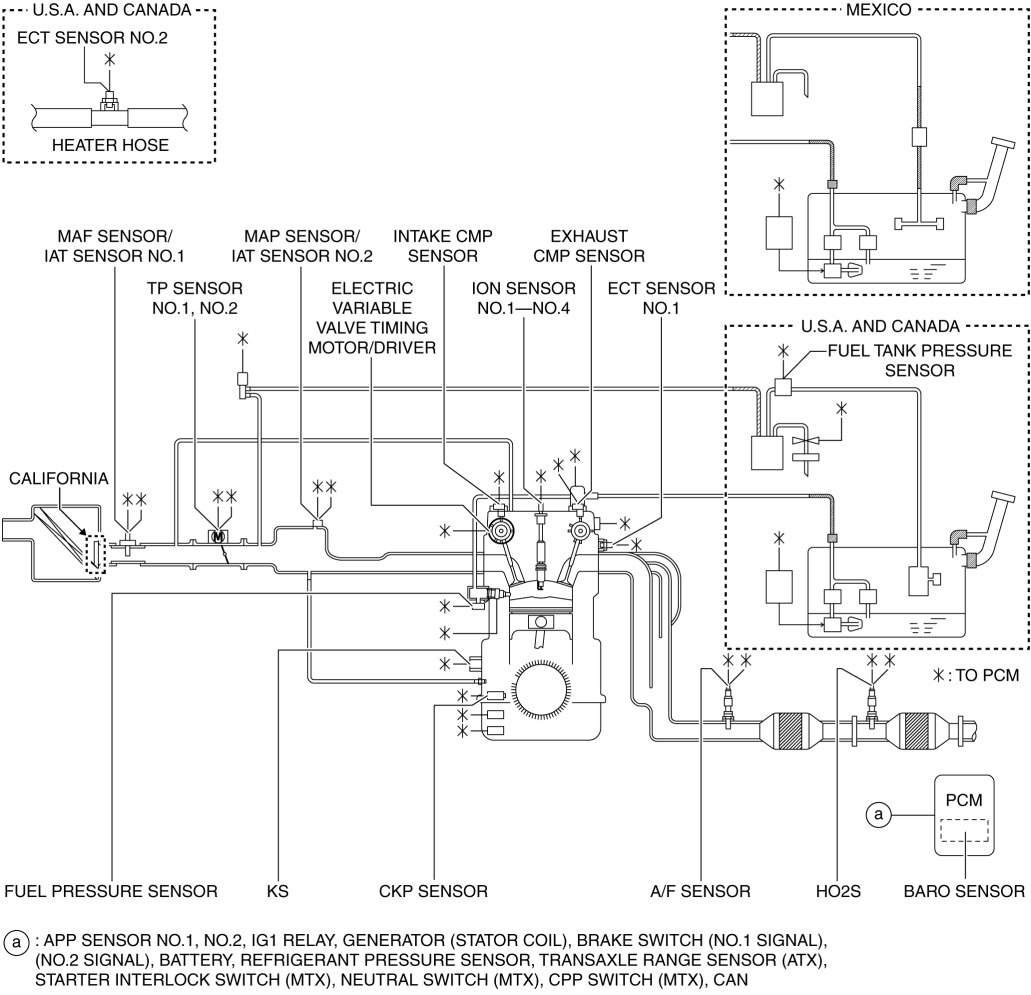 U.S.A. AND CANADA
ECT SENSOR NO.2
HEATER HOSE
MEXICO
MAF SENSOR/
IAT SENSOR NO.1
TP SENSOR
NO.1, NO.2
MAP SENSOR/
IAT SENSOR NO.2
ELECTRIC
VARIABLE
VALVE TIMING
MOTOR/DRIVER
INTAKE CMP
SENSOR
ION SENSOR
NO.1—NO.4
EXHAUST
CMP SENSOR
ECT SENSOR
NO.1
U.S.A. AND CANADA
FUEL TANK PRESSURE
SENSOR
CALIFORNIA
M
: TO PCM
PCM
a
FUEL PRESSURE SENSOR
KS
CKP SENSOR
A/F SENSOR
HO2S
BARO SENSOR
a : APP SENSOR NO.1, NO.2, IG1 RELAY, GENERATOR (STATOR COIL), BRAKE SWITCH (NO.1 SIGNAL),
(NO.2 SIGNAL), BATTERY, REFRIGERANT PRESSURE SENSOR, TRANSAXLE RANGE SENSOR (ATX),
STARTER INTERLOCK SWITCH (MTX), NEUTRAL SWITCH (MTX), CPP SWITCH (MTX), CAN